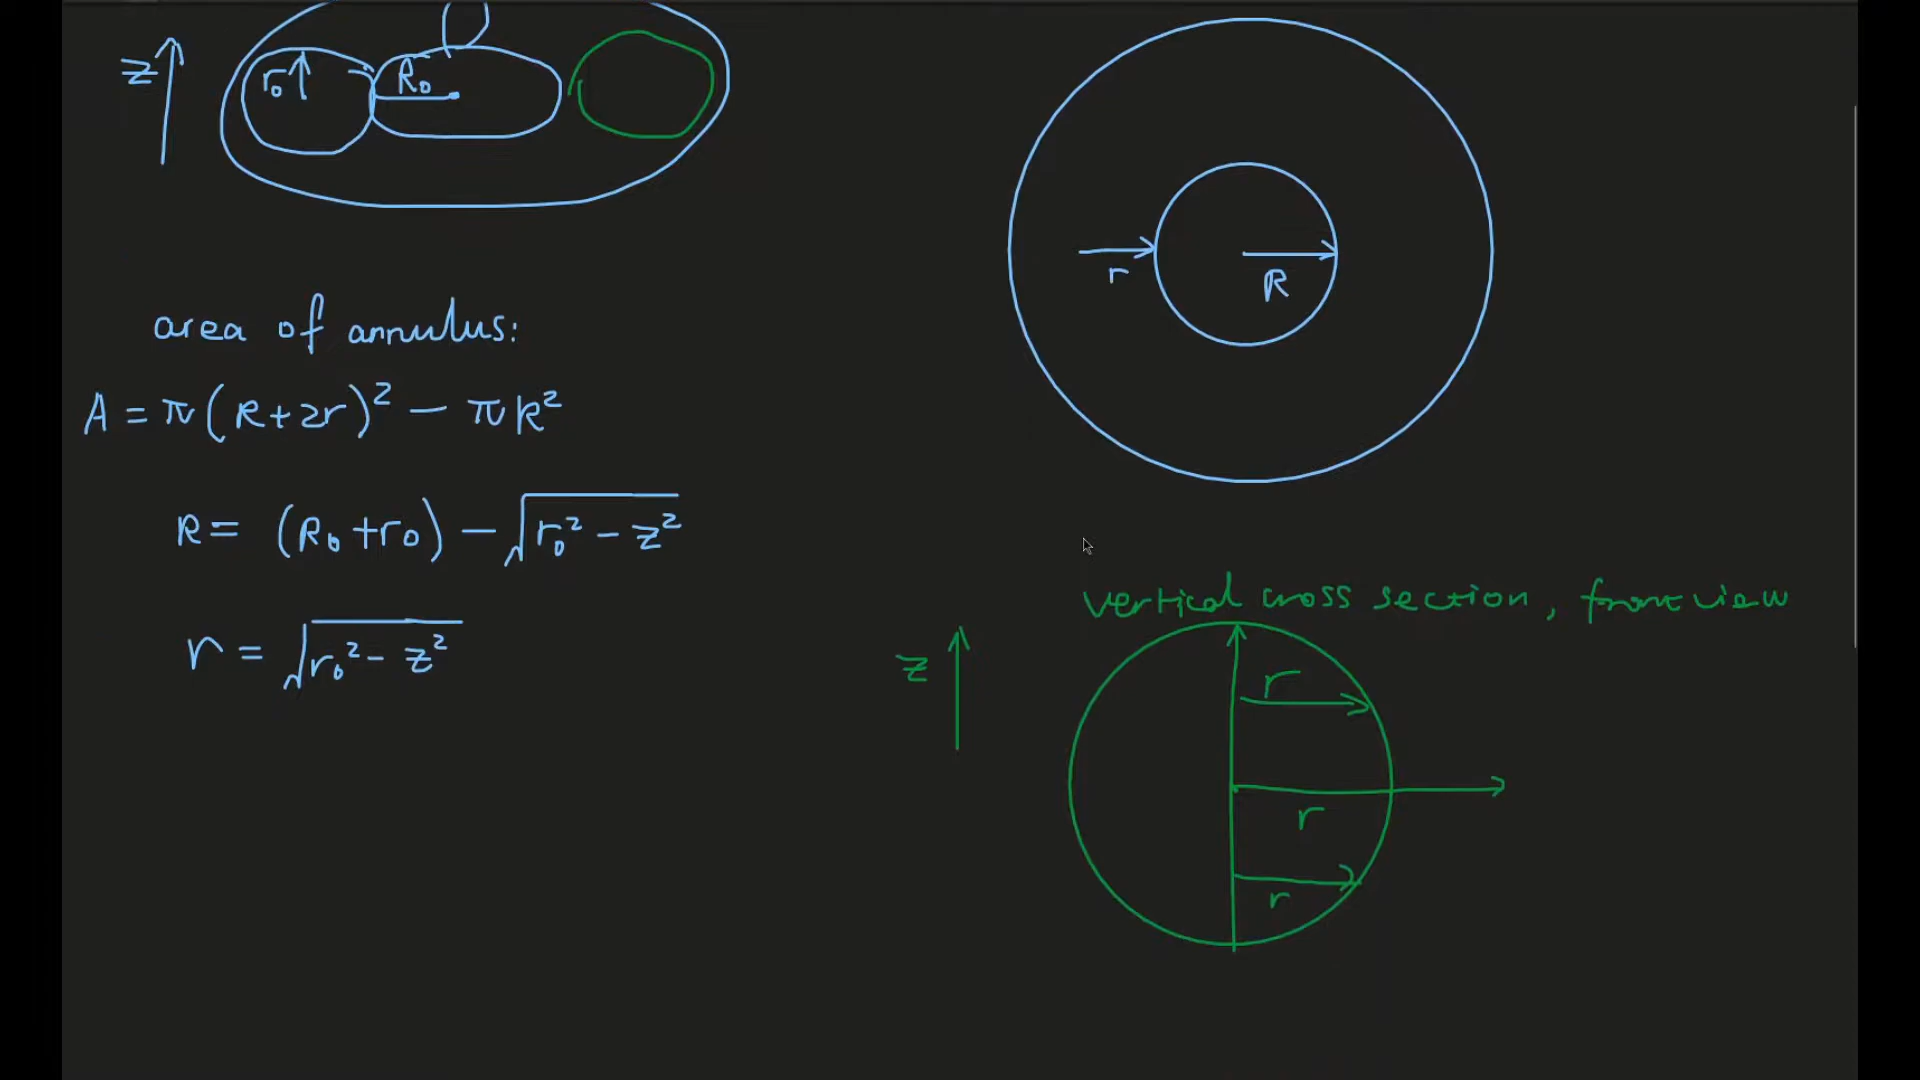 z
r₀
R₀
r
R
area of annulus:
A = π(R+2r)² − πR²
R = (R₀+r₀) − √(r₀² − z²)
r = √(r₀² − z²)
vertical cross section, front view
z
r
r
r